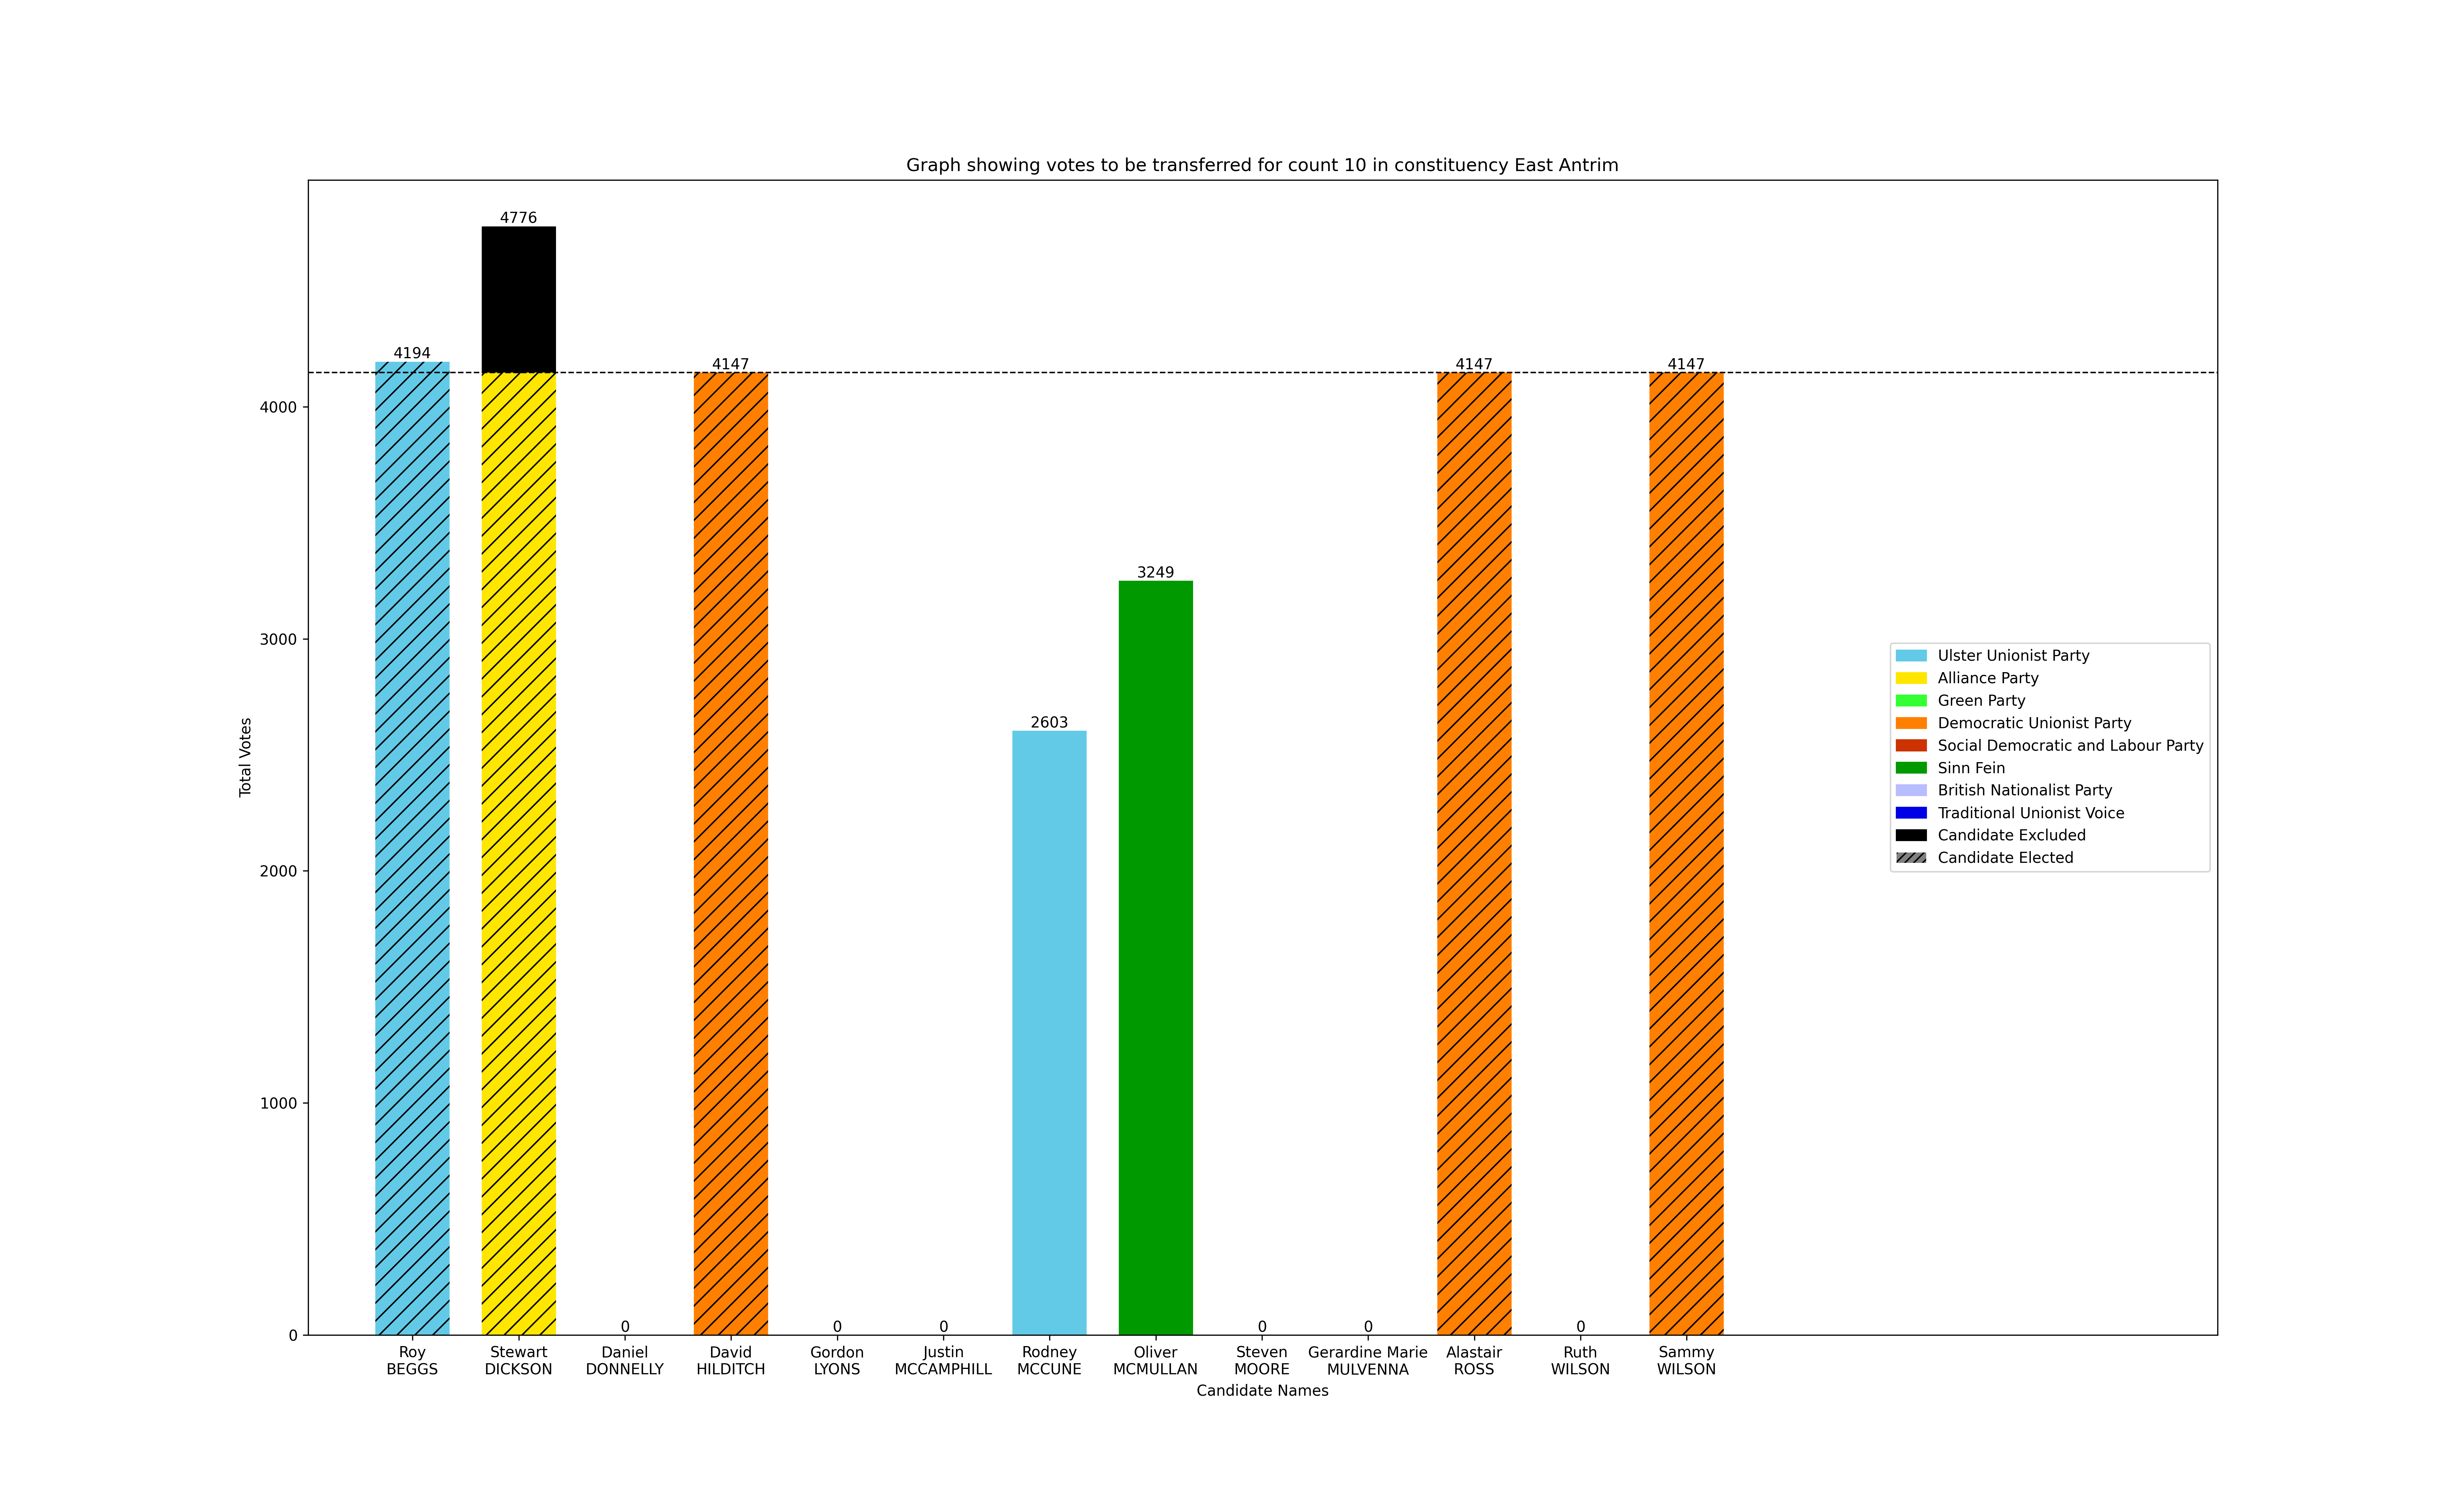 Graph showing votes to be transferred for count 10 in constituency East Antrim
4776
4194
4147
4147
4147
4000
3249
3000
2603
2000
1000
0
0
0
0
0
0
0
Total Votes
Ulster Unionist Party
Alliance Party
Green Party
Democratic Unionist Party
Social Democratic and Labour Party
Sinn Fein
British Nationalist Party
Traditional Unionist Voice
Candidate Excluded
Candidate Elected
Roy
BEGGS
Stewart
DICKSON
Daniel
DONNELLY
David
HILDITCH
Gordon
LYONS
Justin
MCCAMPHILL
Rodney
MCCUNE
Oliver
MCMULLAN
Steven
MOORE
Gerardine Marie
MULVENNA
Alastair
ROSS
Ruth
WILSON
Sammy
WILSON
Candidate Names